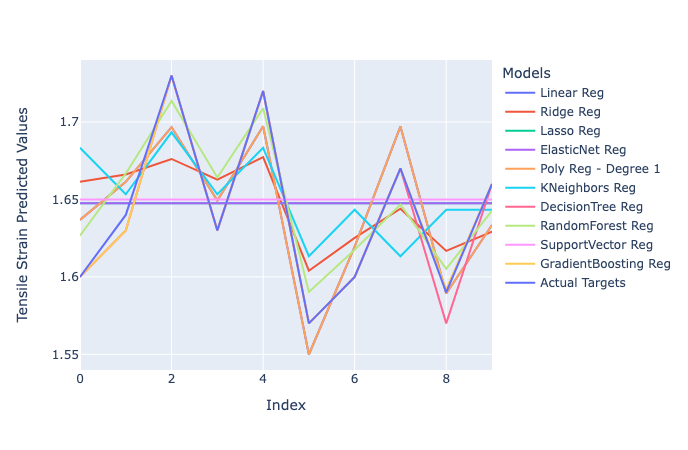 Models
Linear Reg
Ridge Reg
Lasso Reg
ElasticNet Reg
Poly Reg - Degree 1
KNeighbors Reg
DecisionTree Reg
RandomForest Reg
SupportVector Reg
GradientBoosting Reg
Actual Targets
Tensile Strain Predicted Values
1.7
1.65
1.6
1.55
0 2 4 6 8
Index